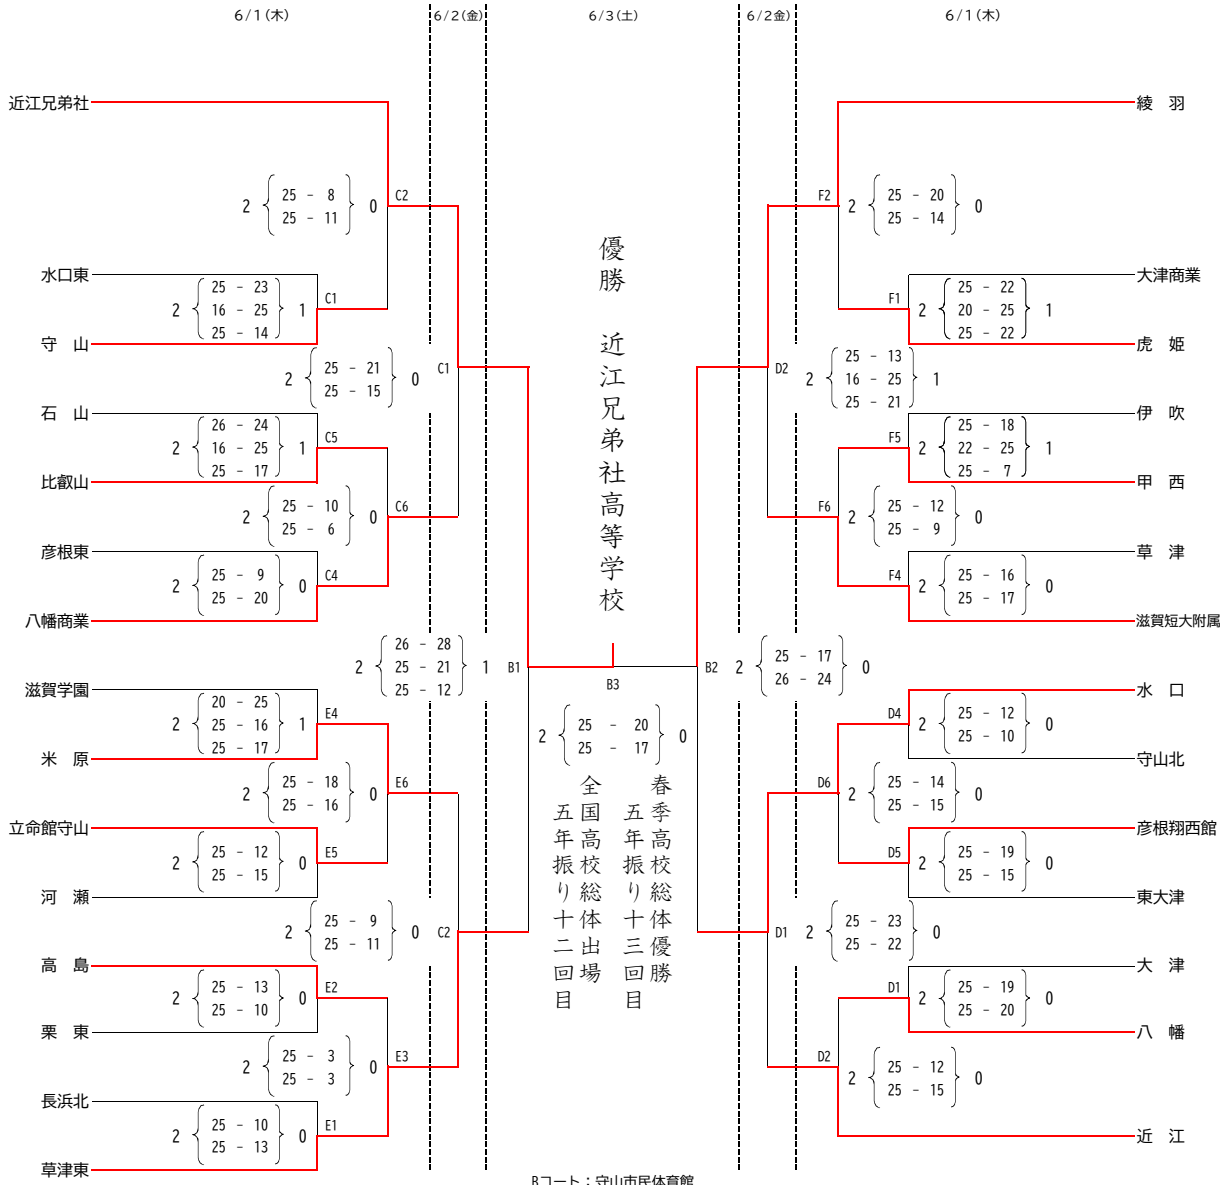 6/1(木)
6/2(金)
6/3(土)
6/2金)
6/1(木)
近江兄弟社
2 25 - 8 0 C2
25 - 11
水口東
2 25 - 23 1 C1
16 - 25
25 - 14
守 山
2 25 - 21 0 C1
25 - 15
石 山
2 26 - 24 1 C5
16 - 25
25 - 17
比叡山
2 25 - 10 0 C6
25 - 6
彦根東
2 25 - 9 0 C4
25 - 20
八幡商業
2 26 - 28 1 B1
25 - 21
25 - 12
滋賀学園
2 20 - 25 1 E4
25 - 16
25 - 17
米 原
2 25 - 18 0 E6
25 - 16
立命館守山
2 25 - 12 0 E5
25 - 15
河 瀬
2 25 - 9 0 C2
25 - 11
高 島
2 25 - 13 0 E2
25 - 10
栗 東
2 25 - 3 0 E3
25 - 3
長浜北
2 25 - 10 0 E1
25 - 13
草津東
優勝 近江兄弟社高等学校
B3
2 25 - 20 0
25 - 17
春季高校総体優勝
五年振り十三回目
全国高校総体出場
五年振り十二回目
綾 羽
F2 2 25 - 20 0
25 - 14
大津商業
F1 2 25 - 22 1
20 - 25
25 - 22
虎 姫
D2 2 25 - 13 1
16 - 25
25 - 21
伊 吹
F5 2 25 - 18 1
22 - 25
25 - 7
甲 西
F6 2 25 - 12 0
25 - 9
草 津
F4 2 25 - 16 0
25 - 17
滋賀短大附属
B2 2 25 - 17 0
26 - 24
水 口
D4 2 25 - 12 0
25 - 10
守山北
D6 2 25 - 14 0
25 - 15
彦根翔西館
D5 2 25 - 19 0
25 - 15
東大津
D1 2 25 - 23 0
25 - 22
大 津
D1 2 25 - 19 0
25 - 20
八 幡
D2 2 25 - 12 0
25 - 15
近 江
Bコート：守山市民体育館